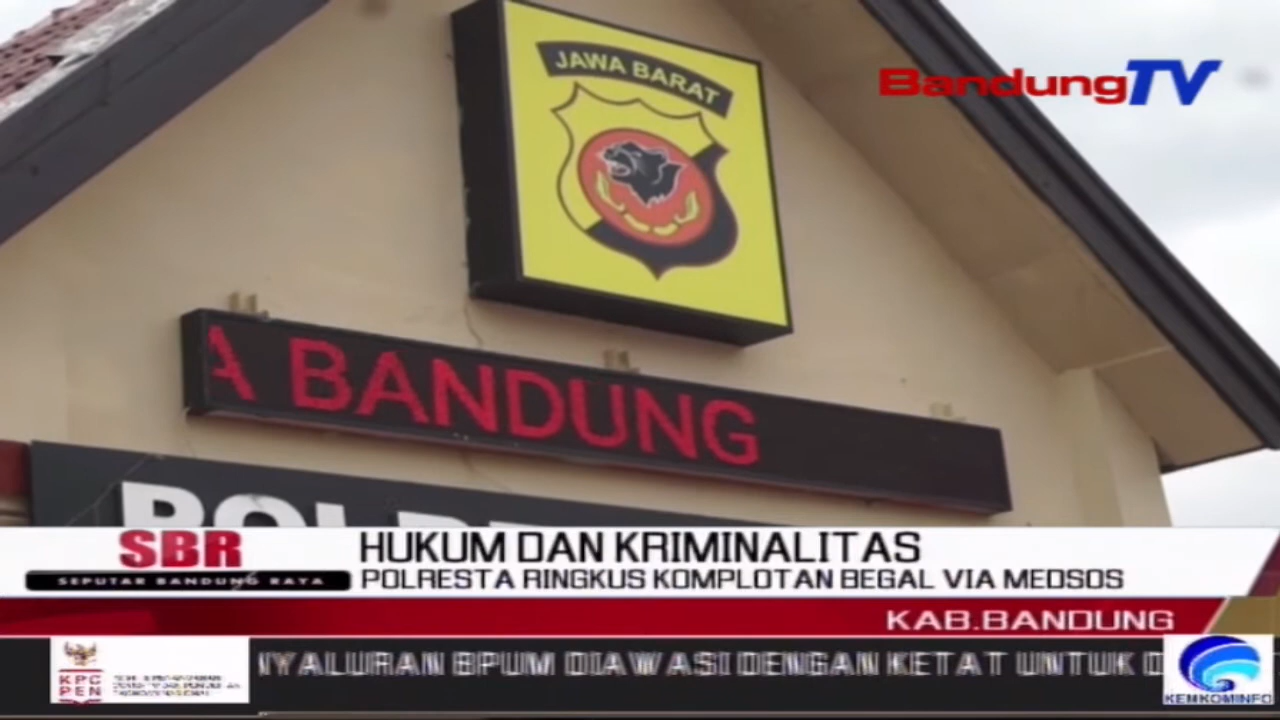 JAWA BARAT
BandungTV
A BANDUNG
SBR
SEPUTAR BANDUNG RAYA
HUKUM DAN KRIMINALITAS
POLRESTA RINGKUS KOMPLOTAN BEGAL VIA MEDSOS
KAB.BANDUNG
KPC
PEN
NYALURAN BPUM DIAWASI DENGAN KETAT UNTUK
KEMKOMINFO